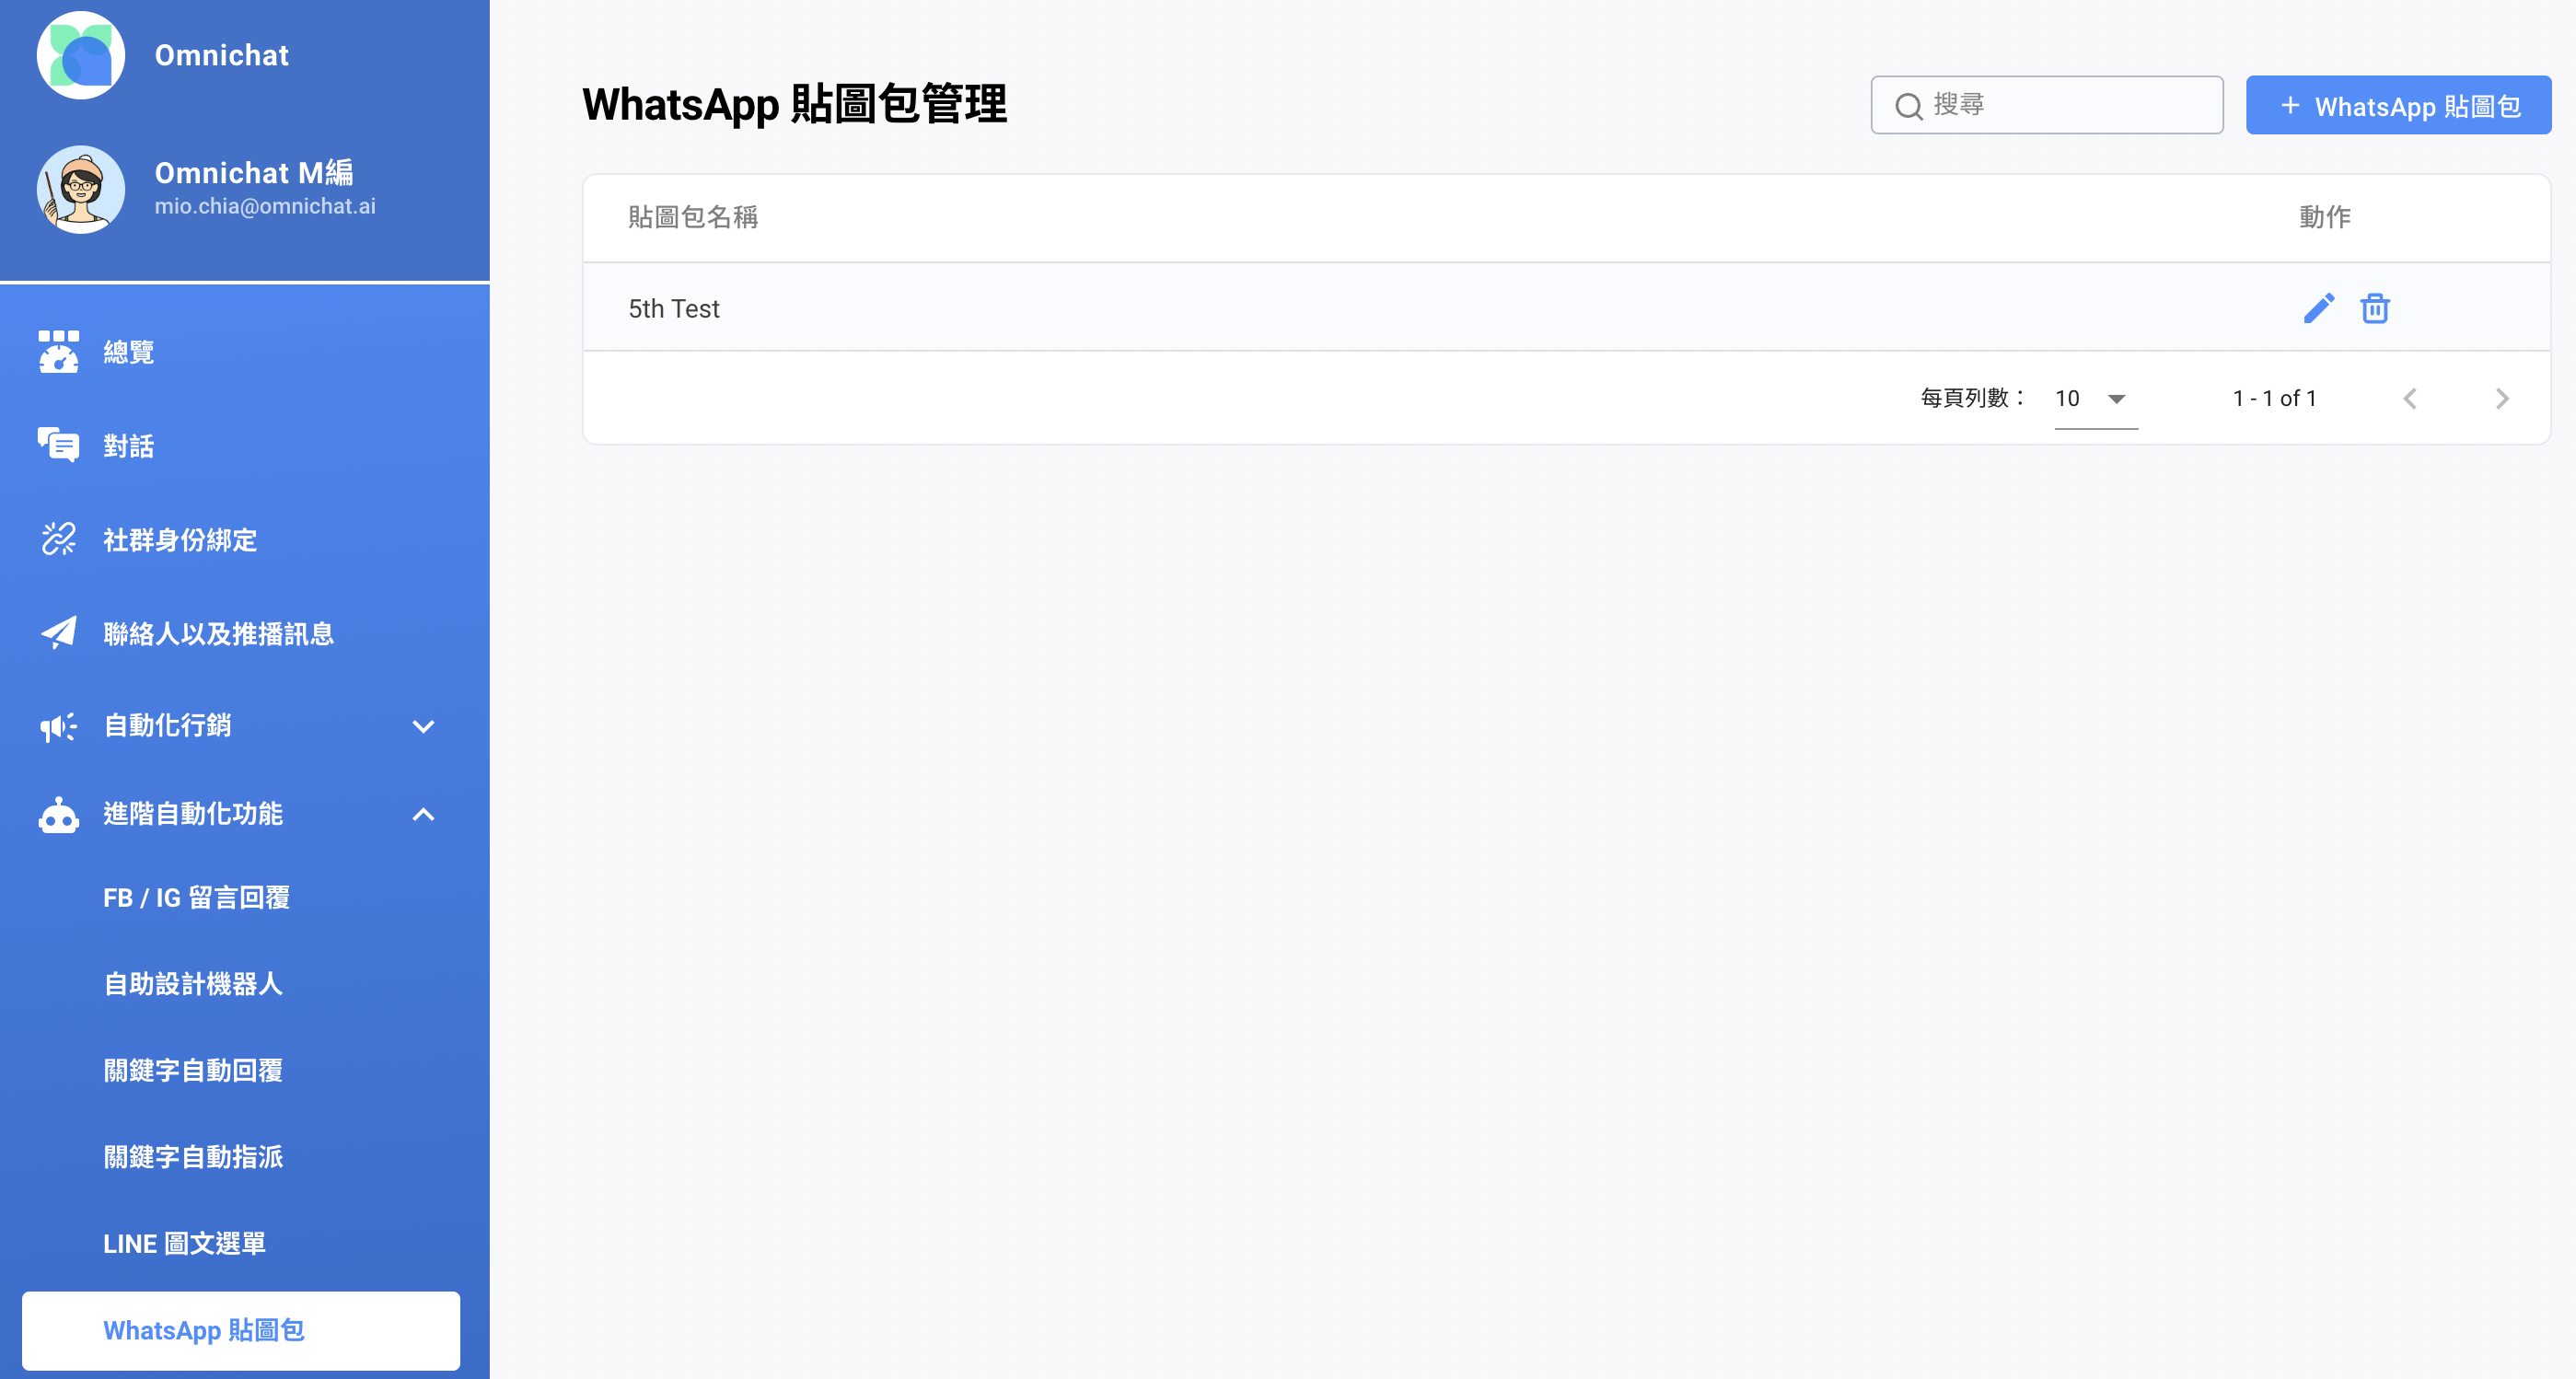 Omnichat
Omnichat M編
mio.chia@omnichat.ai
總覽
對話
社群身份綁定
聯絡人以及推播訊息
自動化行銷
進階自動化功能
FB / IG 留言回覆
自助設計機器人
關鍵字自動回覆
關鍵字自動指派
LINE 圖文選單
WhatsApp 貼圖包
WhatsApp 貼圖包管理
搜尋
+ WhatsApp 貼圖包
貼圖包名稱 動作
5th Test
每頁列數： 10 1 - 1 of 1